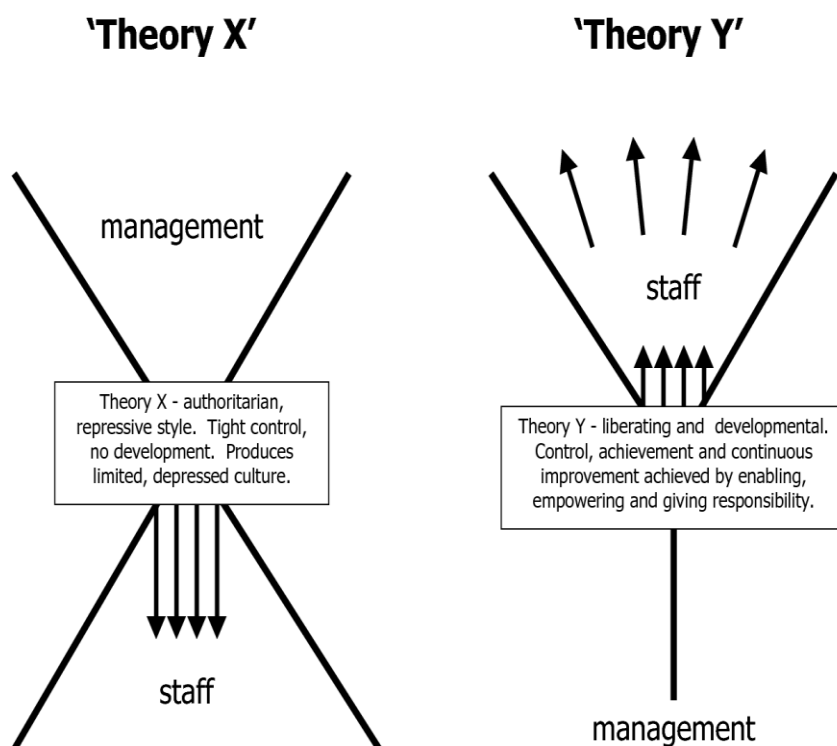 ‘Theory X’
management
Theory X - authoritarian,
repressive style. Tight control,
no development. Produces
limited, depressed culture.
staff
‘Theory Y’
staff
Theory Y - liberating and developmental.
Control, achievement and continuous
improvement achieved by enabling,
empowering and giving responsibility.
management